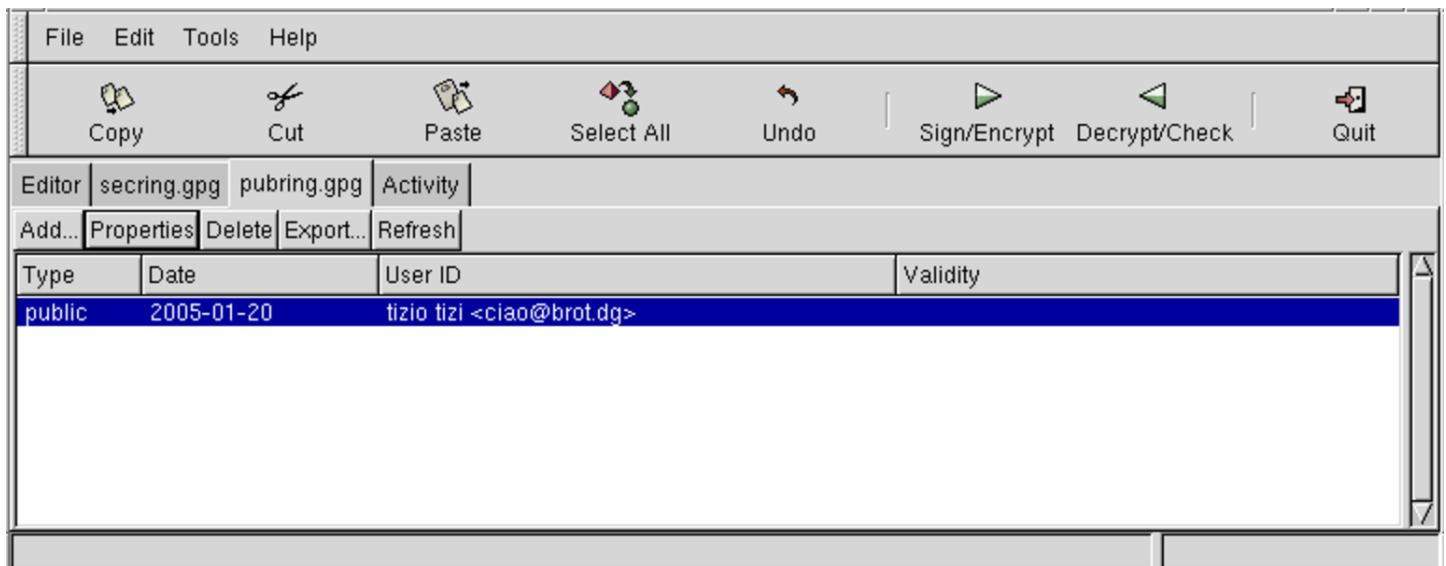 File Edit Tools Help
Copy Cut Paste Select All Undo Sign/Encrypt Decrypt/Check Quit
Editor secring.gpg pubring.gpg Activity
Add... Properties Delete Export... Refresh
Type Date User ID Validity
public 2005-01-20 tizio tizi <ciao@brot.dg>